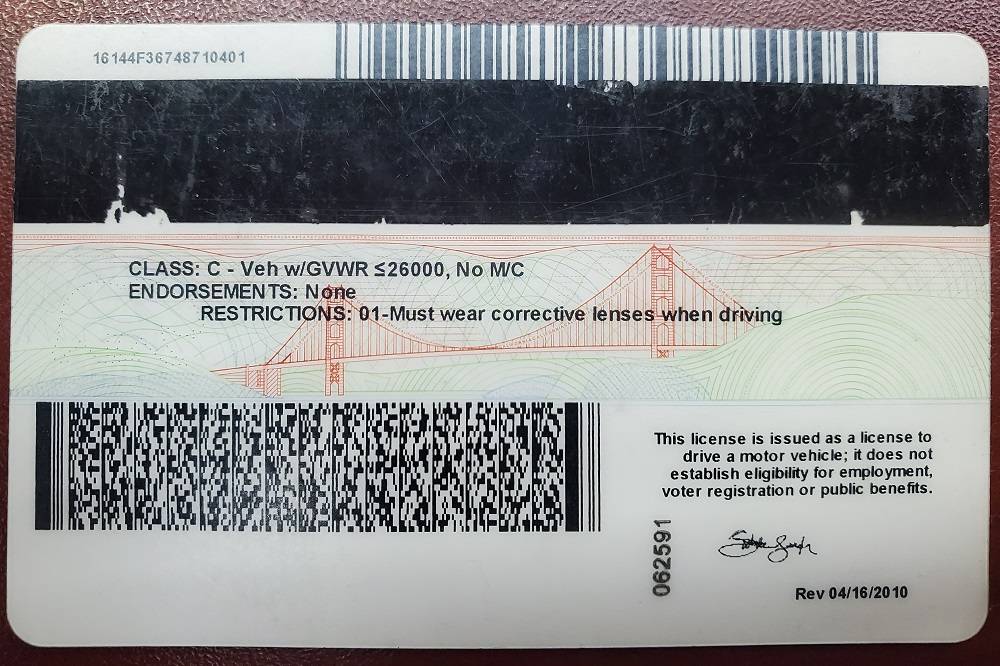 16144F36748710401
CLASS: C - Veh w/GVWR ≤26000, No M/C
ENDORSEMENTS: None
RESTRICTIONS: 01-Must wear corrective lenses when driving
This license is issued as a license to
drive a motor vehicle; it does not
establish eligibility for employment,
voter registration or public benefits.
062591
Rev 04/16/2010